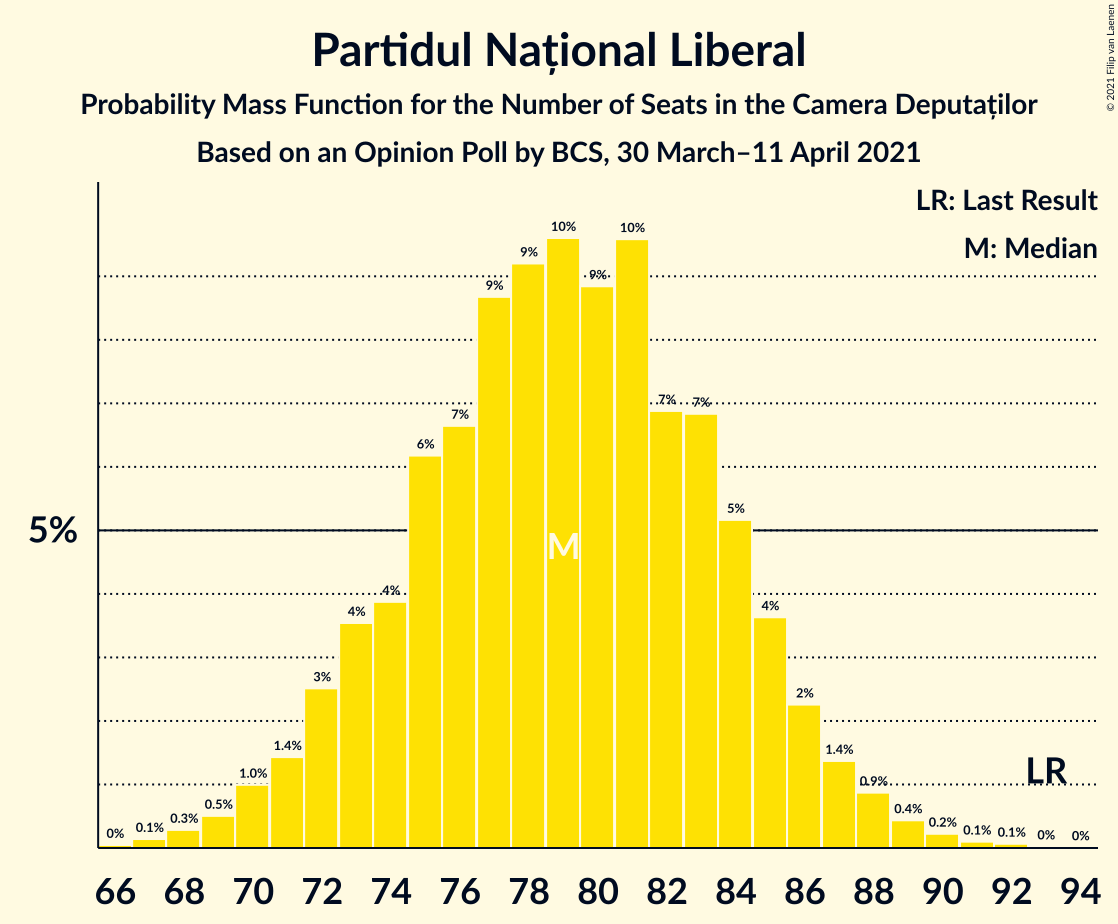 Partidul Național Liberal
Probability Mass Function for the Number of Seats in the Camera Deputaților
Based on an Opinion Poll by BCS, 30 March–11 April 2021
© 2021 Filip van Laenen
LR: Last Result
M: Median
5%
0% 0.1% 0.3% 0.5% 1.0% 1.4% 3% 4% 4% 6% 7% 9% 9% 10% 9% 10% 7% 7% 5% 4% 2% 1.4% 0.9% 0.4% 0.2% 0.1% 0.1% 0% 0%
M
LR
66 68 70 72 74 76 78 80 82 84 86 88 90 92 94